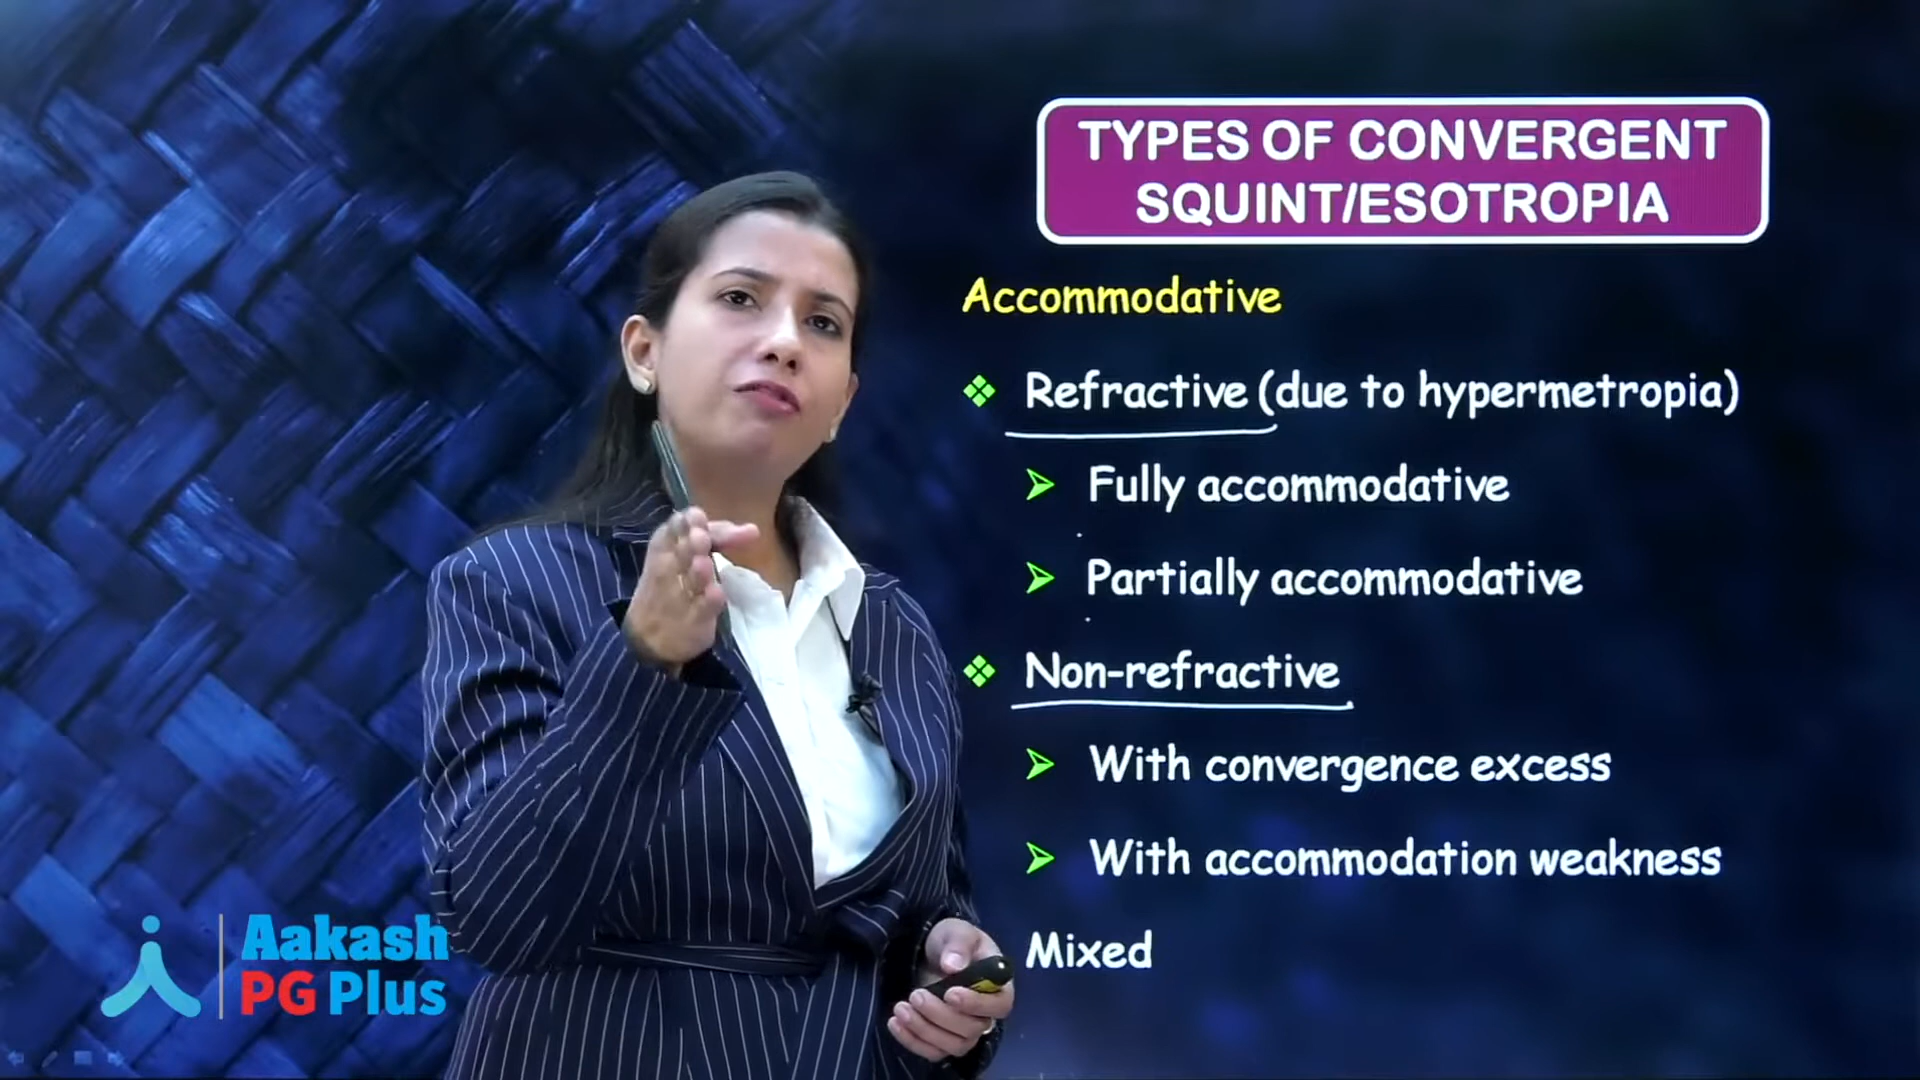 TYPES OF CONVERGENT
SQUINT/ESOTROPIA
Accommodative
Refractive (due to hypermetropia)
Fully accommodative
Partially accommodative
Non-refractive
With convergence excess
With accommodation weakness
Mixed
Aakash
PG Plus